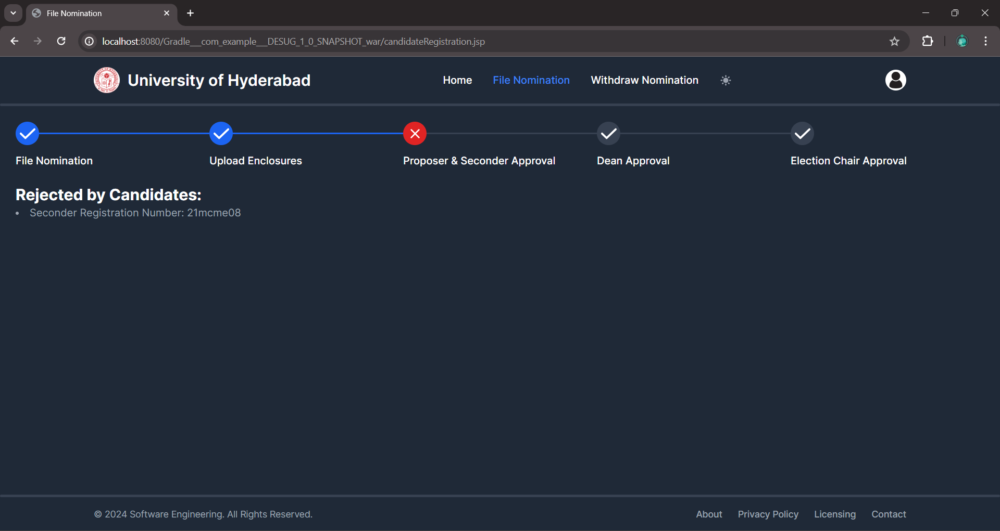 File Nomination
localhost:8080/Gradle___com_example___DESUG_1_0_SNAPSHOT_war/candidateRegistration.jsp
University of Hyderabad
Home File Nomination Withdraw Nomination
File Nomination Upload Enclosures Proposer & Seconder Approval Dean Approval Election Chair Approval
Rejected by Candidates:
• Seconder Registration Number: 21mcme08
© 2024 Software Engineering. All Rights Reserved. About Privacy Policy Licensing Contact